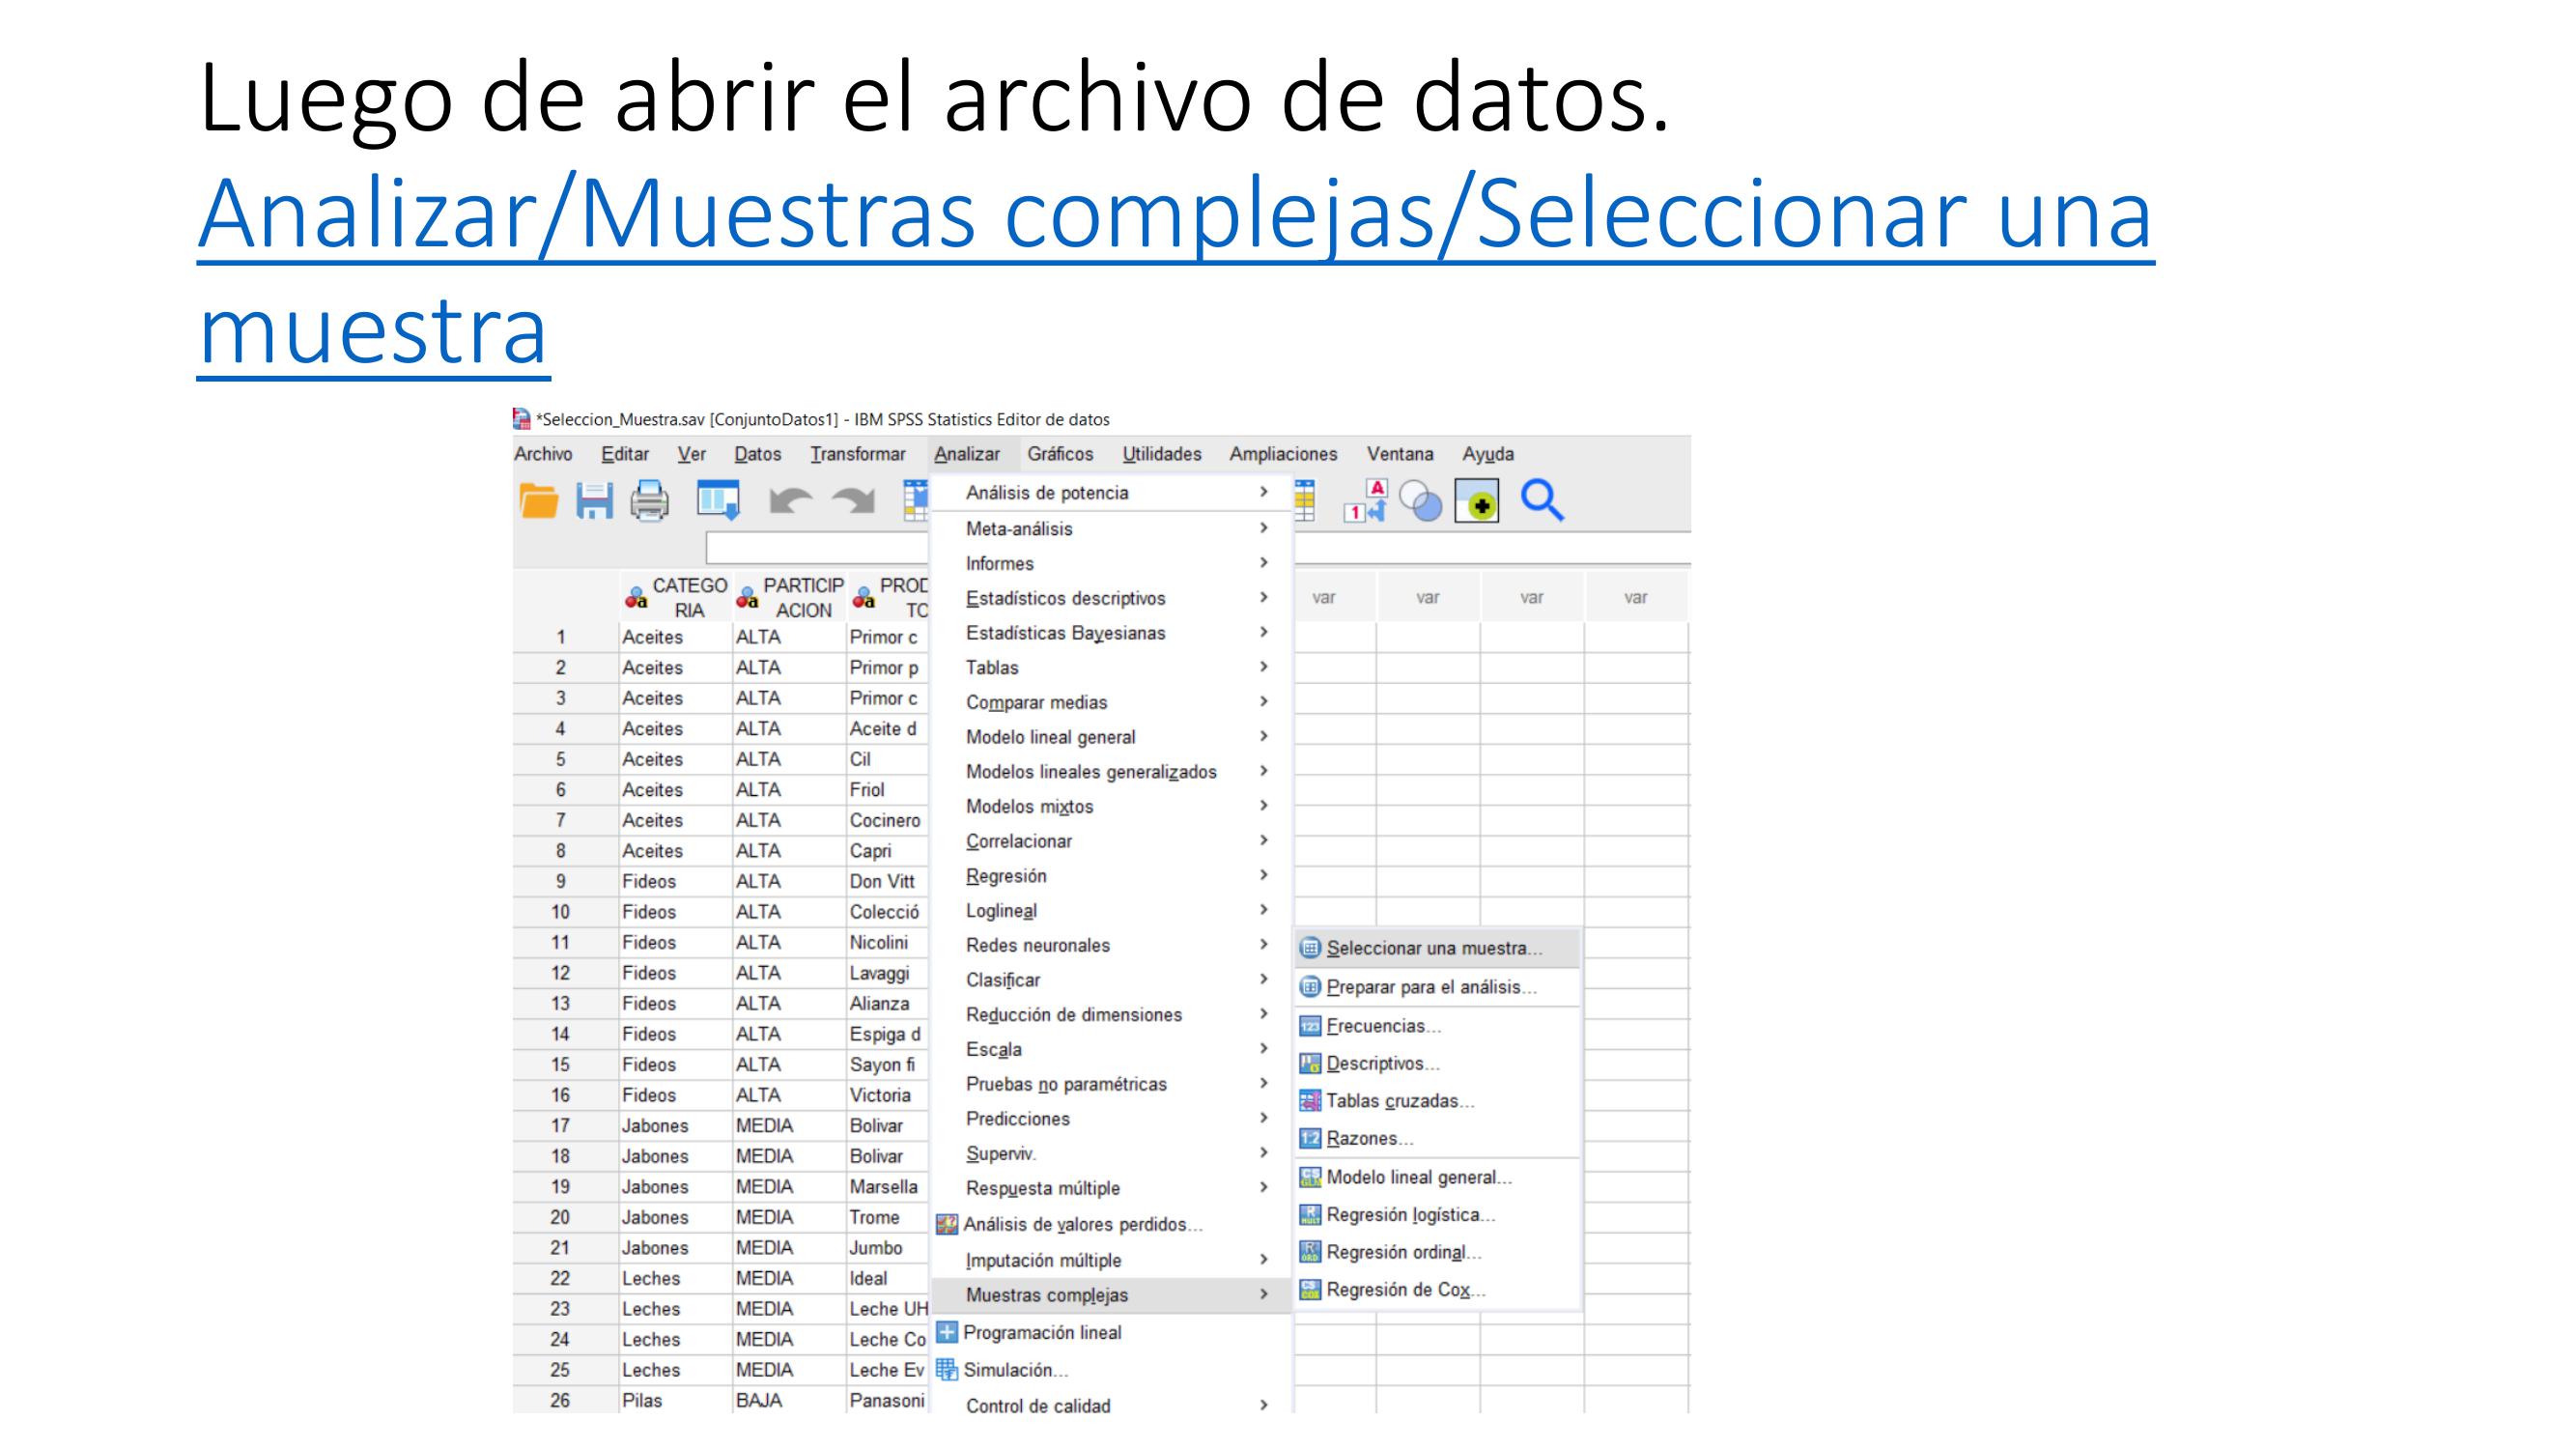 Luego de abrir el archivo de datos.
Analizar/Muestras complejas/Seleccionar una
muestra
*Seleccion_Muestra.sav [ConjuntoDatos1] - IBM SPSS Statistics Editor de datos
Archivo Editar Ver Datos Transformar Analizar Gráficos Utilidades Ampliaciones Ventana Ayuda
Análisis de potencia
Meta-análisis
Informes
Estadísticos descriptivos
Estadísticas Bayesianas
Tablas
Comparar medias
Modelo lineal general
Modelos lineales generalizados
Modelos mixtos
Correlacionar
Regresión
Loglineal
Redes neuronales
Clasificar
Reducción de dimensiones
Escala
Pruebas no paramétricas
Predicciones
Superviv.
Respuesta múltiple
Análisis de valores perdidos...
Imputación múltiple
Muestras complejas
Programación lineal
Simulación...
Control de calidad
Seleccionar una muestra...
Preparar para el análisis...
Frecuencias...
Descriptivos...
Tablas cruzadas...
Razones...
Modelo lineal general...
Regresión logística...
Regresión ordinal...
Regresión de Cox...
CATEGO PARTICIP PROD
RIA ACION TO
var var var var
1 Aceites ALTA Primor c
2 Aceites ALTA Primor p
3 Aceites ALTA Primor c
4 Aceites ALTA Aceite d
5 Aceites ALTA Cil
6 Aceites ALTA Friol
7 Aceites ALTA Cocinero
8 Aceites ALTA Capri
9 Fideos ALTA Don Vitt
10 Fideos ALTA Colecció
11 Fideos ALTA Nicolini
12 Fideos ALTA Lavaggi
13 Fideos ALTA Alianza
14 Fideos ALTA Espiga d
15 Fideos ALTA Sayon fi
16 Fideos ALTA Victoria
17 Jabones MEDIA Bolivar
18 Jabones MEDIA Bolivar
19 Jabones MEDIA Marsella
20 Jabones MEDIA Trome
21 Jabones MEDIA Jumbo
22 Leches MEDIA Ideal
23 Leches MEDIA Leche UH
24 Leches MEDIA Leche Co
25 Leches MEDIA Leche Ev
26 Pilas BAJA Panasoni